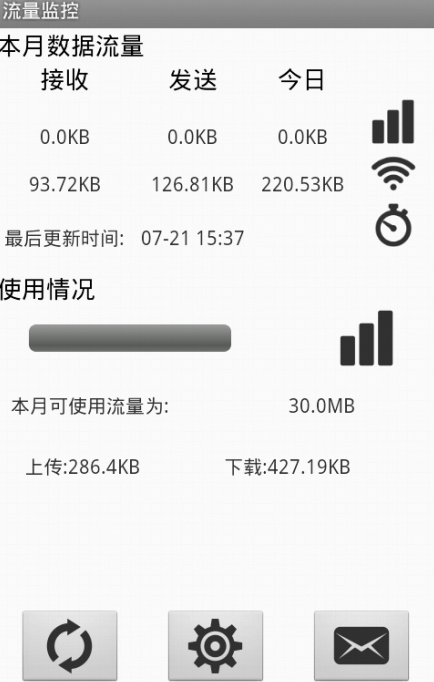 流量监控
本月数据流量
接收 发送 今日
0.0KB 0.0KB 0.0KB
93.72KB 126.81KB 220.53KB
最后更新时间: 07-21 15:37
使用情况
本月可使用流量为: 30.0MB
上传:286.4KB 下载:427.19KB